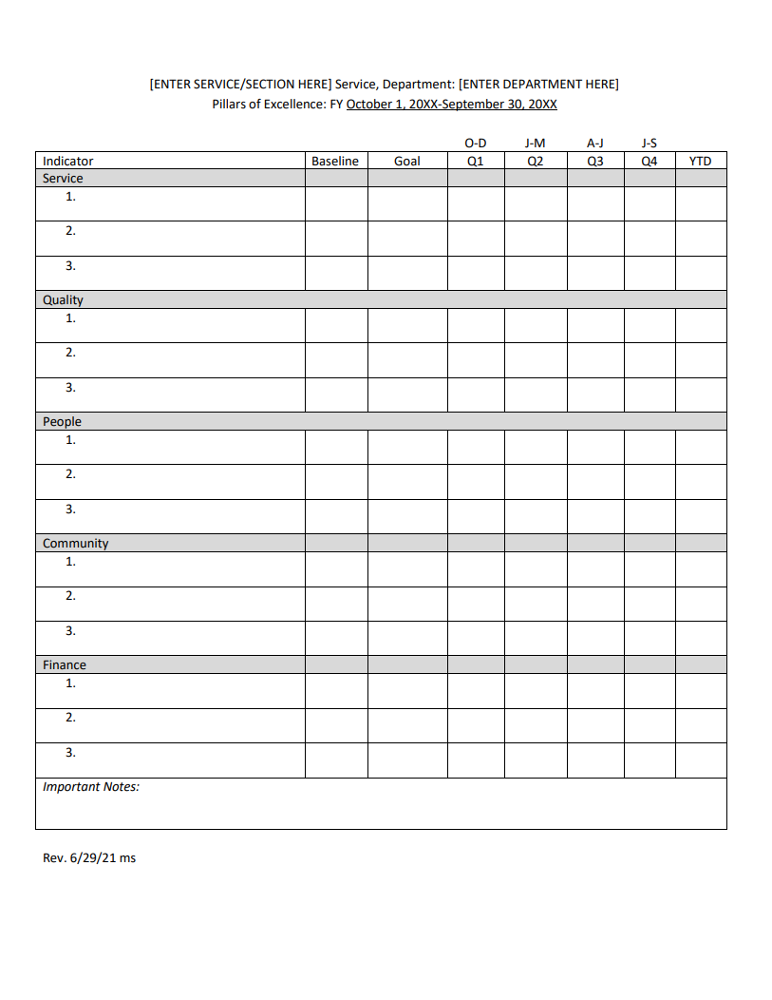 [ENTER SERVICE/SECTION HERE] Service, Department: [ENTER DEPARTMENT HERE]
Pillars of Excellence: FY October 1, 20XX-September 30, 20XX
O-D J-M A-J J-S
Indicator Baseline Goal Q1 Q2 Q3 Q4 YTD
Service
1.
2.
3.
Quality
1.
2.
3.
People
1.
2.
3.
Community
1.
2.
3.
Finance
1.
2.
3.
Important Notes:
Rev. 6/29/21 ms